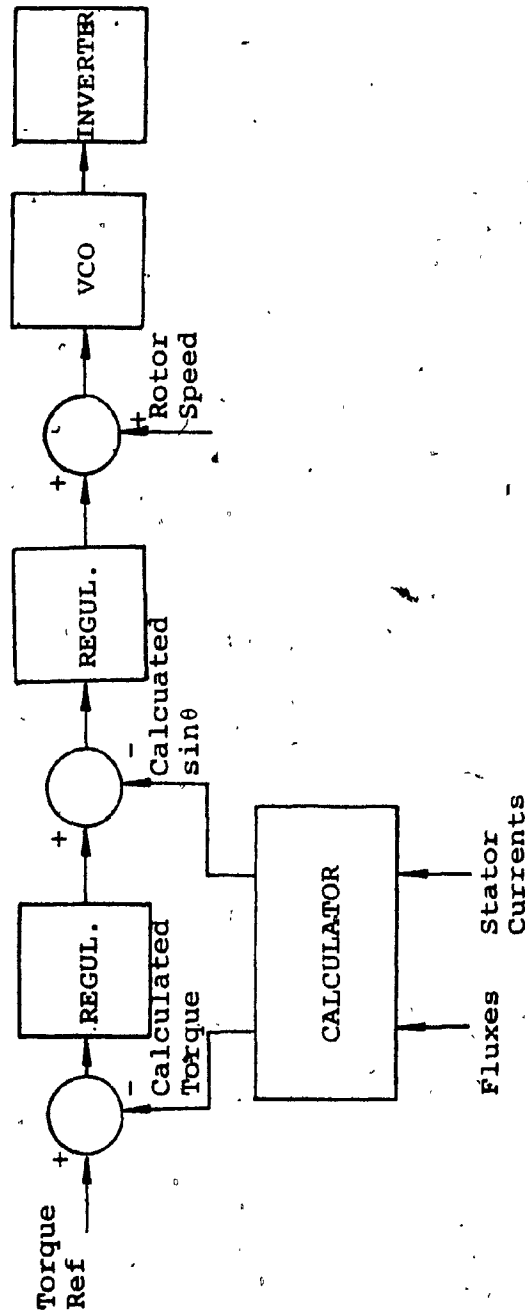 Torque
Ref
+
-
Calculated
Torque
REGUL.
+
-
Calcuated
sinθ
REGUL.
+
+
Rotor
Speed
VCO
INVERTER
CALCULATOR
Fluxes
Stator
Currents